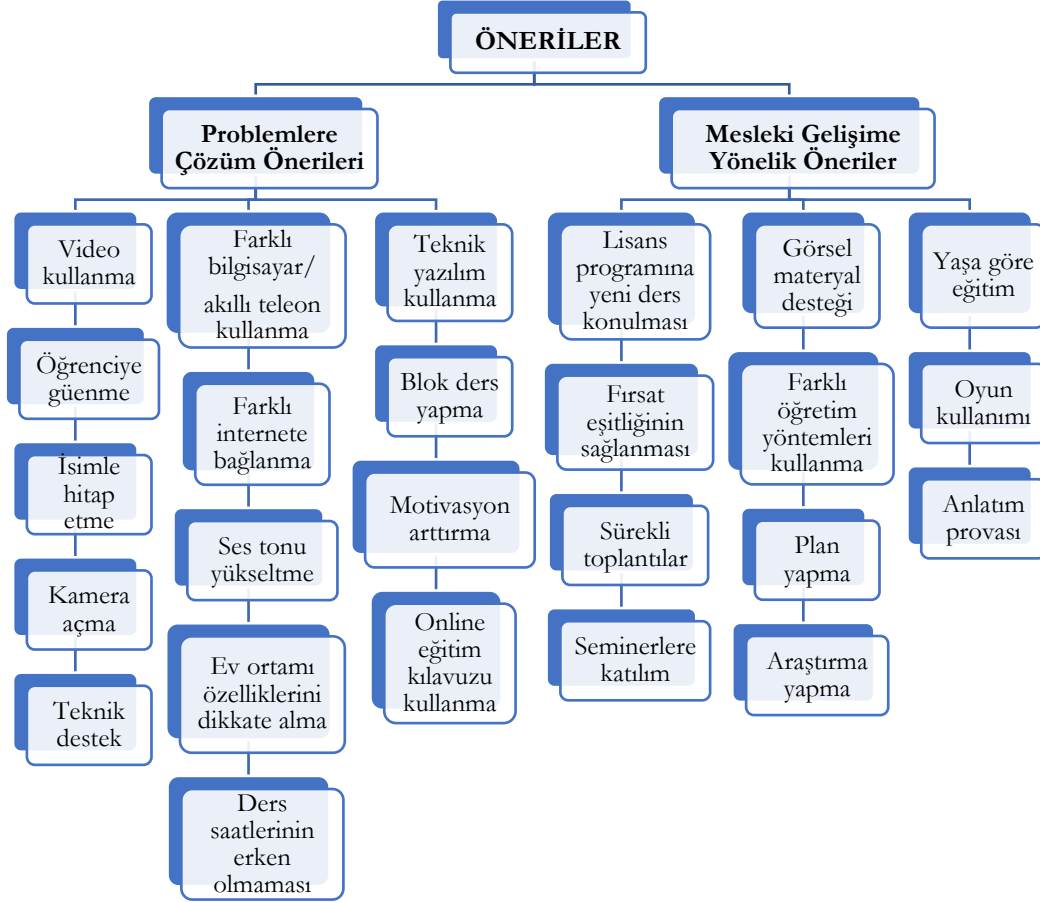 ÖNERİLER
Problemlere
Çözüm Önerileri
Video
kullanma
Öğrenciye
güenme
İsimle
hitap
etme
Kamera
açma
Teknik
destek
Farklı
bilgisayar/
akıllı teleon
kullanma
Farklı
internete
bağlanma
Ses tonu
yükseltme
Ev ortamı
özelliklerini
dikkate alma
Ders
saatlerinin
erken
olmaması
Teknik
yazılım
kullanma
Blok ders
yapma
Motivasyon
arttırma
Online
eğitim
kılavuzu
kullanma
Mesleki Gelişime
Yönelik Öneriler
Lisans
programına
yeni ders
konulması
Fırsat
eşitliğinin
sağlanması
Sürekli
toplantılar
Seminerlere
katılım
Görsel
materyal
desteği
Farklı
öğretim
yöntemleri
kullanma
Plan
yapma
Araştırma
yapma
Yaşa göre
eğitim
Oyun
kullanımı
Anlatım
provası